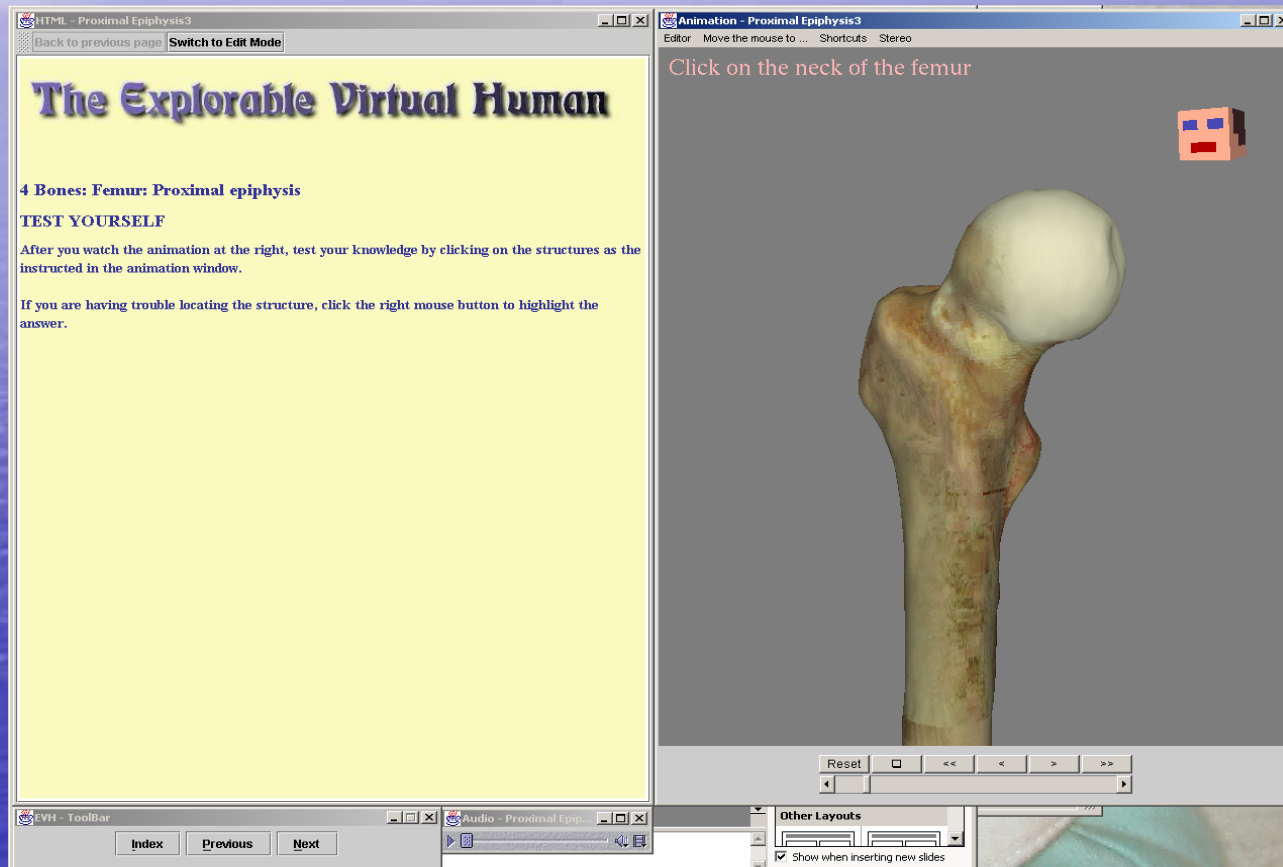 HTML - Proximal Epiphysis3
Back to previous page Switch to Edit Mode
The Explorable Virtual Human
4 Bones: Femur: Proximal epiphysis
TEST YOURSELF
After you watch the animation at the right, test your knowledge by clicking on the structures as the
instructed in the animation window.
If you are having trouble locating the structure, click the right mouse button to highlight the
answer.
Animation - Proximal Epiphysis3
Editor Move the mouse to ... Shortcuts Stereo
Click on the neck of the femur
Reset << < > >>
EVH - ToolBar
Index Previous Next
Audio - Proximal Epip...
Other Layouts
Show when inserting new slides